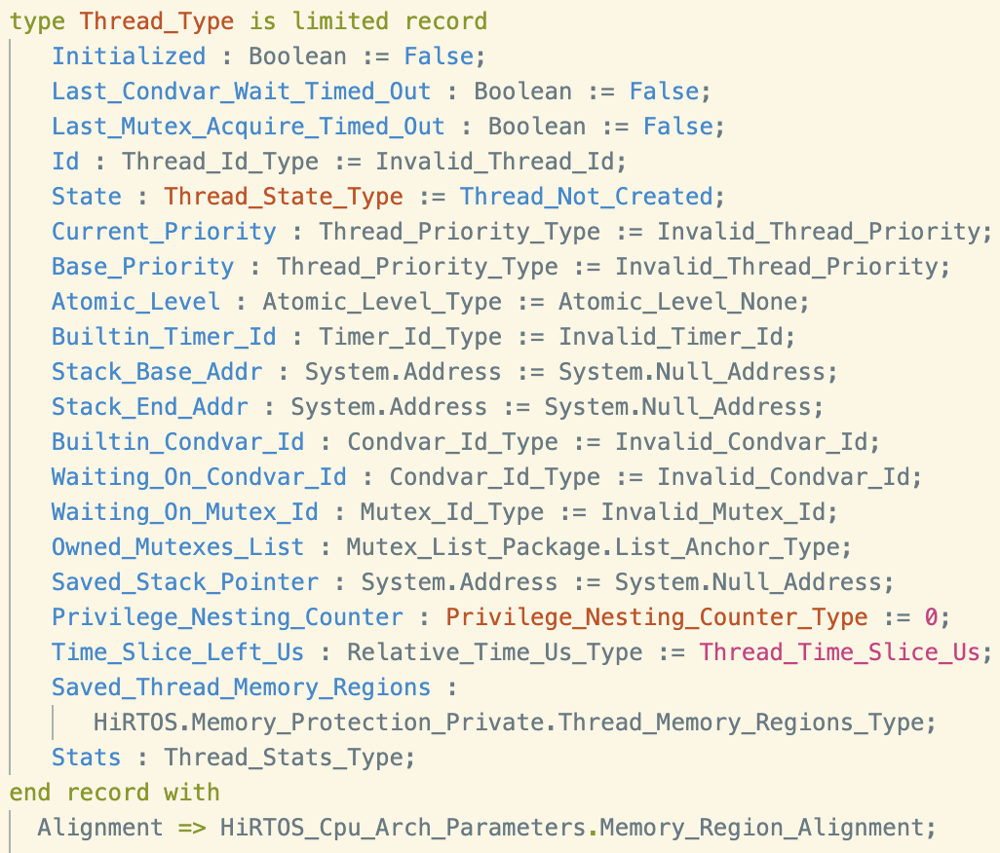 type Thread_Type is limited record
Initialized : Boolean := False;
Last_Condvar_Wait_Timed_Out : Boolean := False;
Last_Mutex_Acquire_Timed_Out : Boolean := False;
Id : Thread_Id_Type := Invalid_Thread_Id;
State : Thread_State_Type := Thread_Not_Created;
Current_Priority : Thread_Priority_Type := Invalid_Thread_Priority;
Base_Priority : Thread_Priority_Type := Invalid_Thread_Priority;
Atomic_Level : Atomic_Level_Type := Atomic_Level_None;
Builtin_Timer_Id : Timer_Id_Type := Invalid_Timer_Id;
Stack_Base_Addr : System.Address := System.Null_Address;
Stack_End_Addr : System.Address := System.Null_Address;
Builtin_Condvar_Id : Condvar_Id_Type := Invalid_Condvar_Id;
Waiting_On_Condvar_Id : Condvar_Id_Type := Invalid_Condvar_Id;
Waiting_On_Mutex_Id : Mutex_Id_Type := Invalid_Mutex_Id;
Owned_Mutexes_List : Mutex_List_Package.List_Anchor_Type;
Saved_Stack_Pointer : System.Address := System.Null_Address;
Privilege_Nesting_Counter : Privilege_Nesting_Counter_Type := 0;
Time_Slice_Left_Us : Relative_Time_Us_Type := Thread_Time_Slice_Us;
Saved_Thread_Memory_Regions :
HiRTOS.Memory_Protection_Private.Thread_Memory_Regions_Type;
Stats : Thread_Stats_Type;
end record with
Alignment => HiRTOS_Cpu_Arch_Parameters.Memory_Region_Alignment;